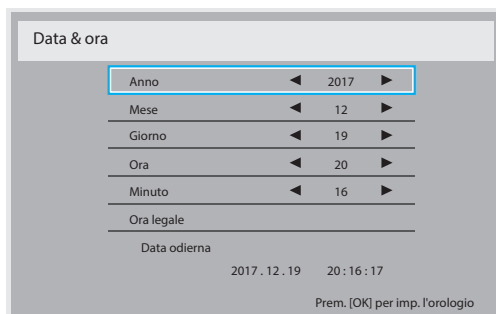 Data & ora
Anno ◀ 2017 ▶
Mese ◀ 12 ▶
Giorno ◀ 19 ▶
Ora ◀ 20 ▶
Minuto ◀ 16 ▶
Ora legale
Data odierna
2017 . 12 . 19 20 : 16 : 17
Prem. [OK] per imp. l'orologio